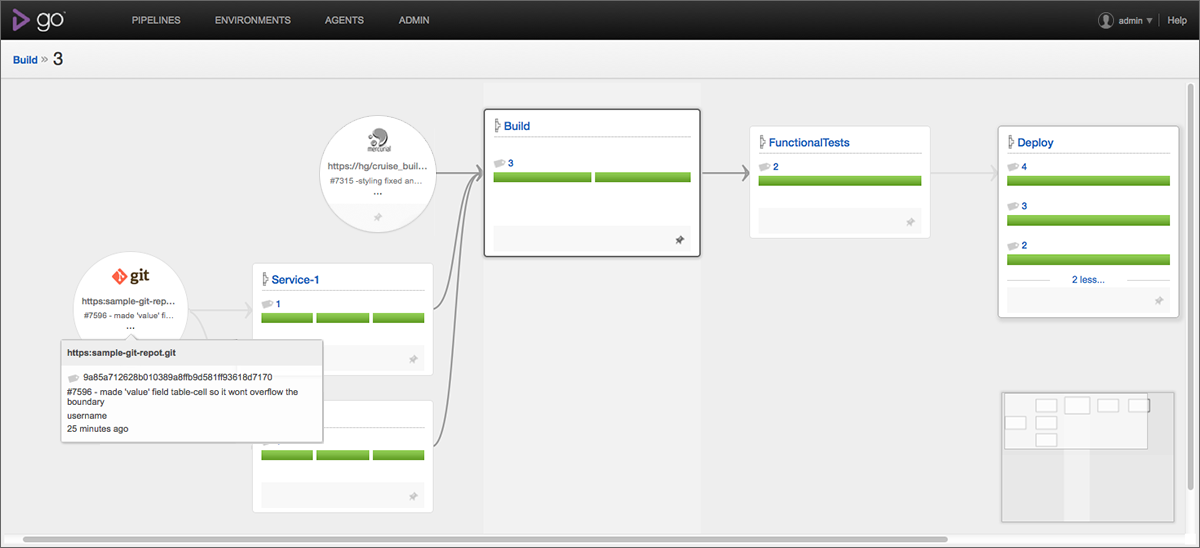 go
PIPELINES
ENVIRONMENTS
AGENTS
ADMIN
admin
Help
Build » 3
mercurial
https://hg/cruise_buil...
#7315 -styling fixed an...
...
Build
3
FunctionalTests
2
Deploy
4
3
2
2 less...
git
https:sample-git-rep...
#7596 - made 'value' fi...
...
Service-1
1
https:sample-git-repot.git
9a85a712628b010389a8ffb9d581ff93618d7170
#7596 - made 'value' field table-cell so it wont overflow the
boundary
username
25 minutes ago